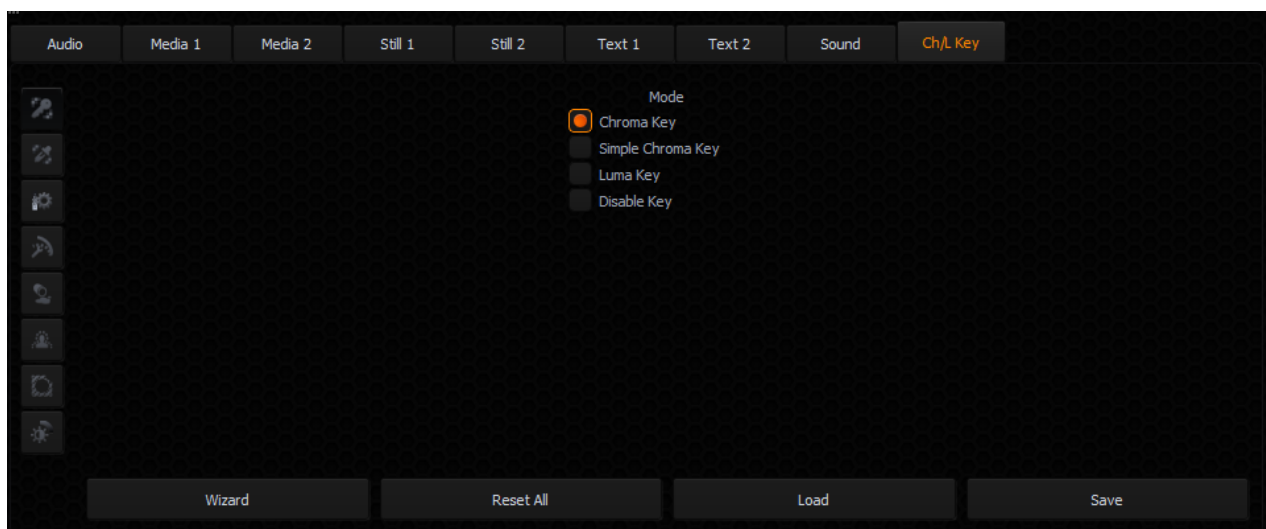 Audio Media 1 Media 2 Still 1 Still 2 Text 1 Text 2 Sound Ch/L Key
Mode
Chroma Key
Simple Chroma Key
Luma Key
Disable Key
Wizard Reset All Load Save